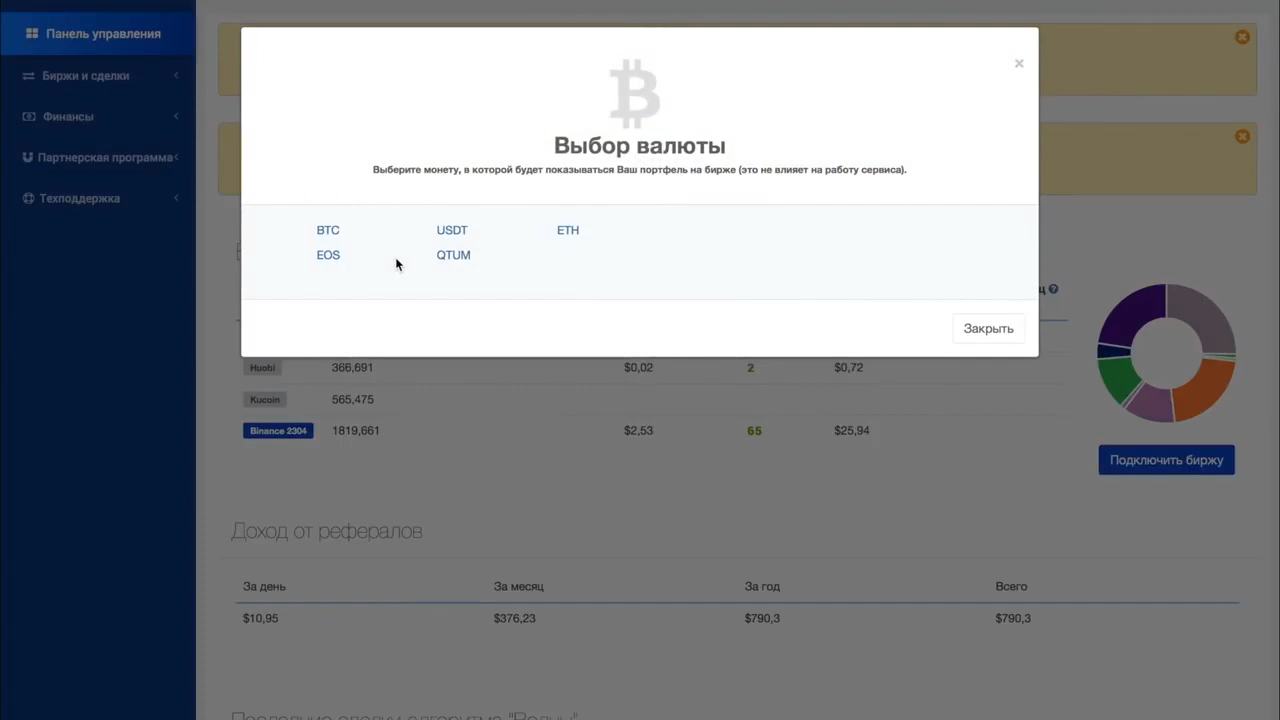 Панель управления
Биржи и сделки
Финансы
Партнерская программа
Техподдержка
Выбор валюты
Выберите монету, в которой будет показываться Ваш портфель на бирже (это не влияет на работу сервиса).
BTC USDT ETH
EOS QTUM
Закрыть
Huobi 366,691 $0,02 2 $0,72
Kucoin 565,475
Binance 2304 1819,661 $2,53 65 $25,94
Подключить биржу
Доход от рефералов
За день За месяц За год Всего
$10,95 $376,23 $790,3 $790,3